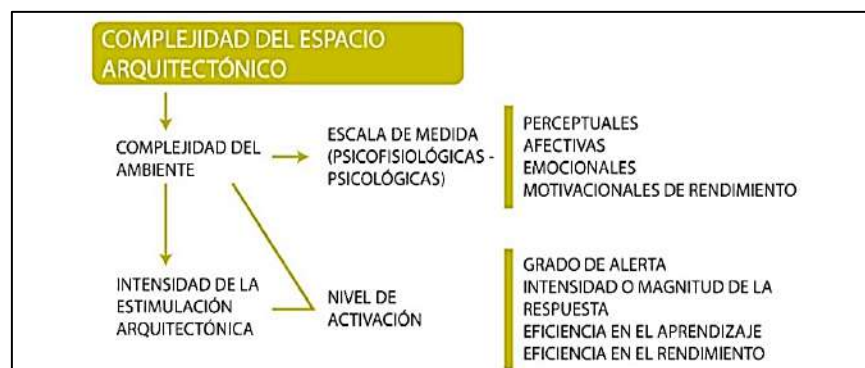 COMPLEJIDAD DEL ESPACIO
ARQUITECTÓNICO
COMPLEJIDAD DEL
AMBIENTE
ESCALA DE MEDIDA
(PSICOFISIOLÓGICAS -
PSICOLÓGICAS)
PERCEPTUALES
AFECTIVAS
EMOCIONALES
MOTIVACIONALES DE RENDIMIENTO
INTENSIDAD DE LA
ESTIMULACIÓN
ARQUITECTÓNICA
NIVEL DE
ACTIVACIÓN
GRADO DE ALERTA
INTENSIDAD O MAGNITUD DE LA
RESPUESTA
EFICIENCIA EN EL APRENDIZAJE
EFICIENCIA EN EL RENDIMIENTO